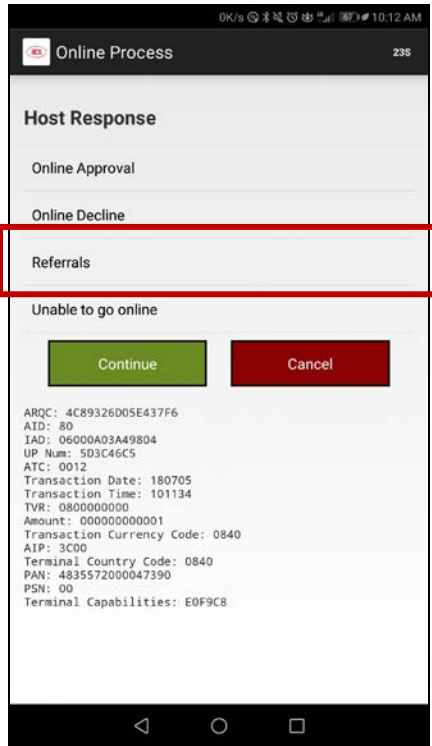 0K/s 67 10:12 AM
ACS Online Process 23S
Host Response
Online Approval
Online Decline
Referrals
Unable to go online
Continue Cancel
ARQC: 4C89326D05E437F6
AID: 80
IAD: 06000A03A49804
UP Num: 5D3C46C5
ATC: 0012
Transaction Date: 180705
Transaction Time: 101134
TVR: 0800000000
Amount: 000000000001
Transaction Currency Code: 0840
AIP: 3C00
Terminal Country Code: 0840
PAN: 4835572000047390
PSN: 00
Terminal Capabilities: E0F9C8